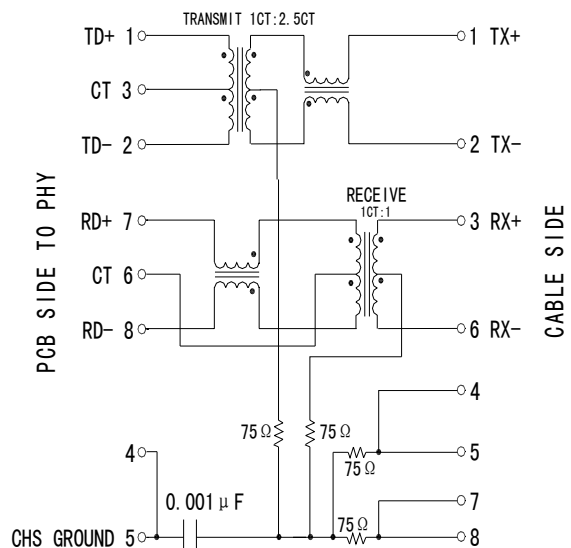 TRANSMIT 1CT:2.5CT
TD+ 1
1 TX+
CT 3
TD- 2
2 TX-
PCB SIDE TO PHY
CABLE SIDE
RECEIVE
1CT:1
RD+ 7
3 RX+
CT 6
RD- 8
6 RX-
4
75Ω
75Ω
4
5
75Ω
0.001μF
7
75Ω
CHS GROUND 5
8